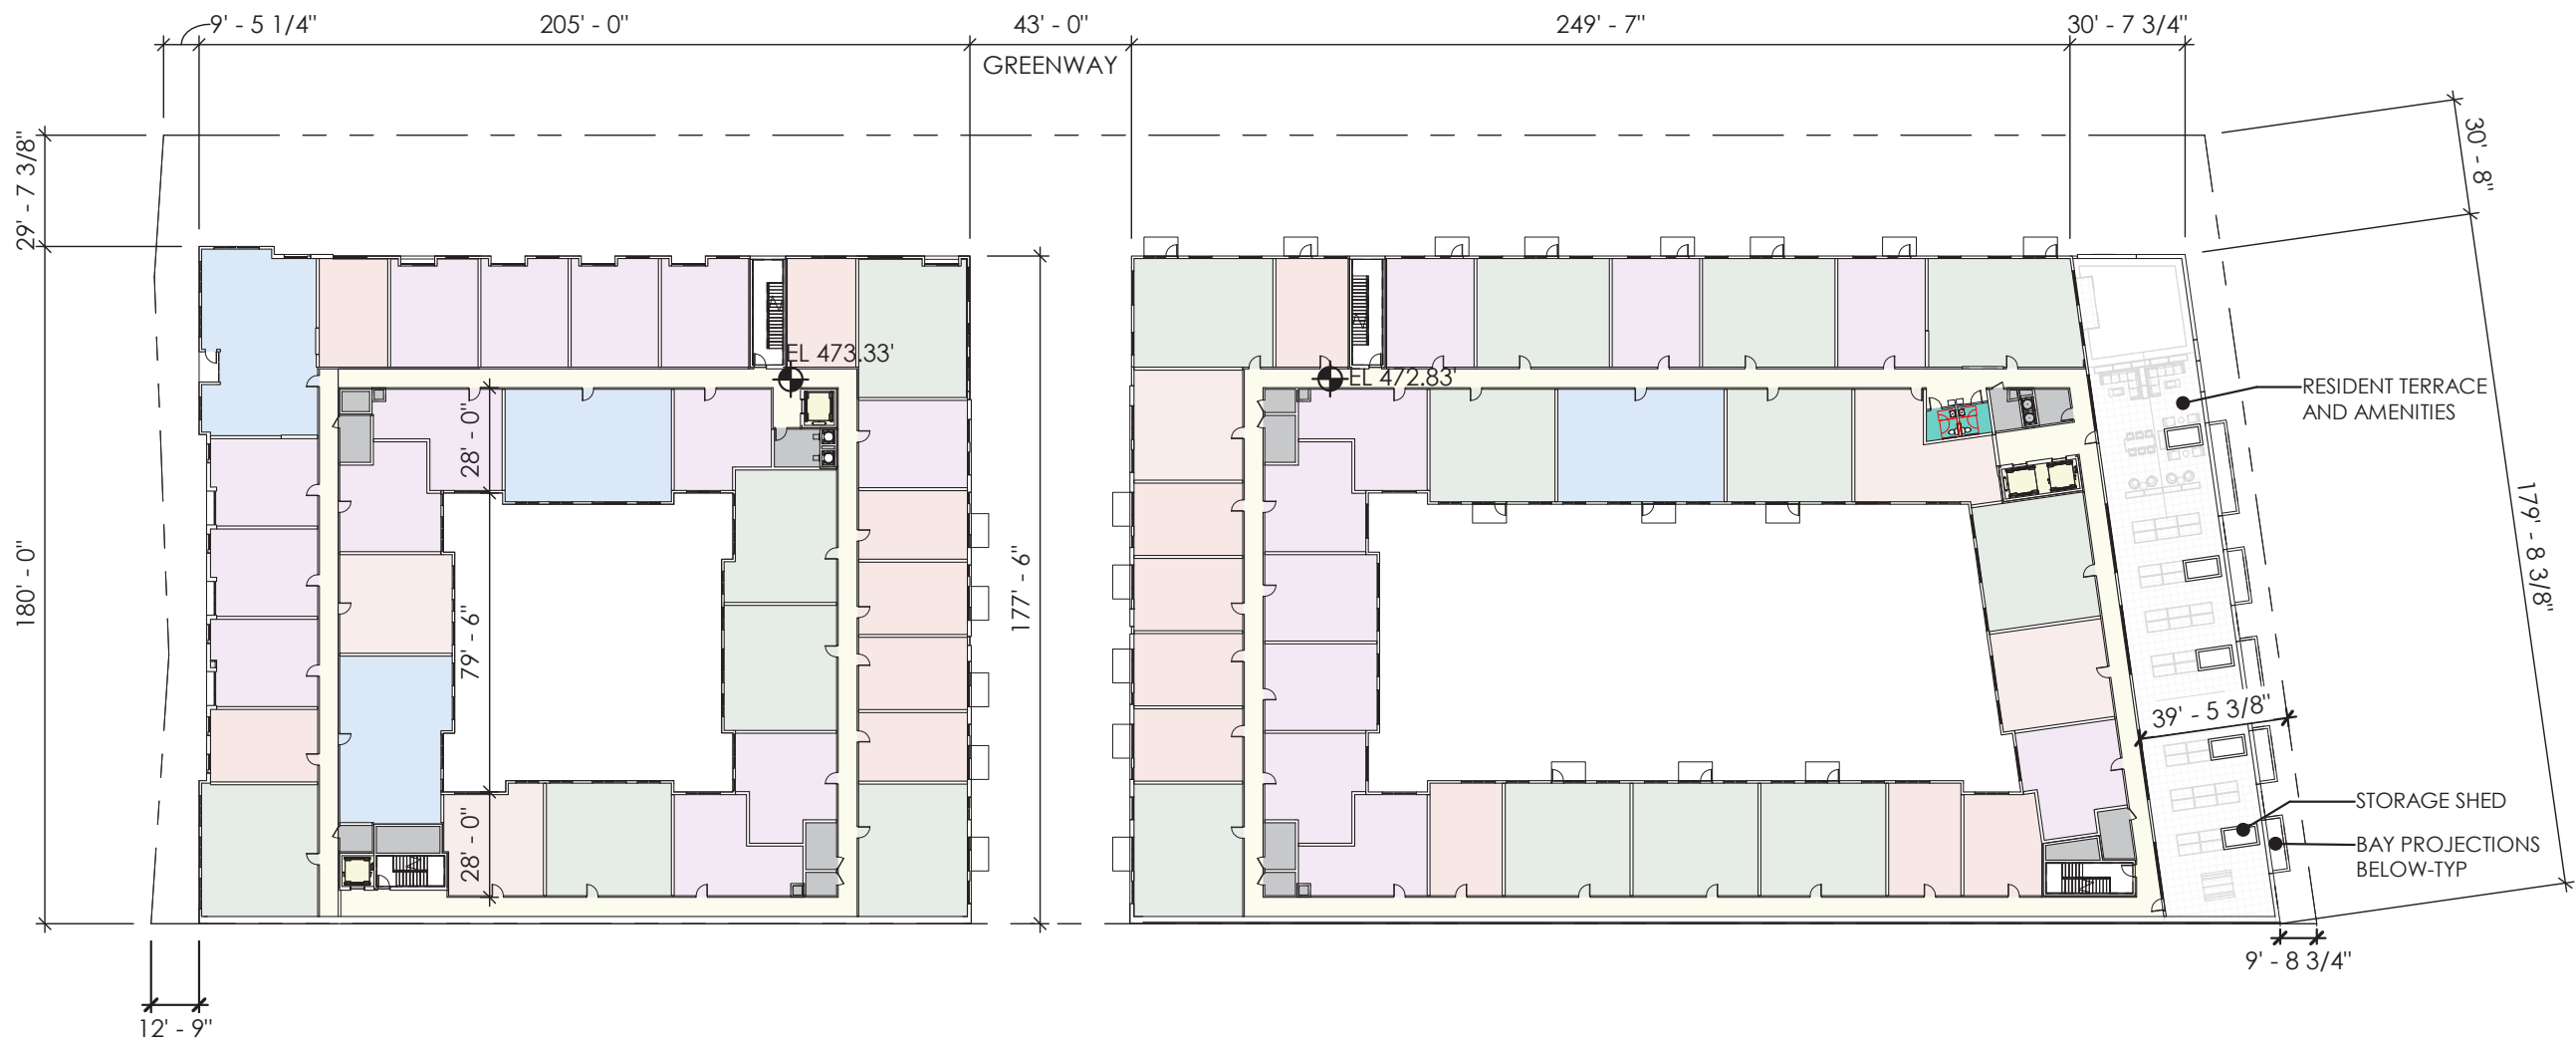 9' - 5 1/4"
205' - 0"
43' - 0"
249' - 7"
30' - 7 3/4"
GREENWAY
29' - 7 3/8"
30' - 8"
EL 473.33'
EL 472.83'
28' - 0"
RESIDENT TERRACE
AND AMENITIES
180' - 0"
79' - 6"
177' - 6"
179' - 8 3/8"
39' - 5 3/8"
28' - 0"
STORAGE SHED
BAY PROJECTIONS
BELOW-TYP
9' - 8 3/4"
12' - 9"